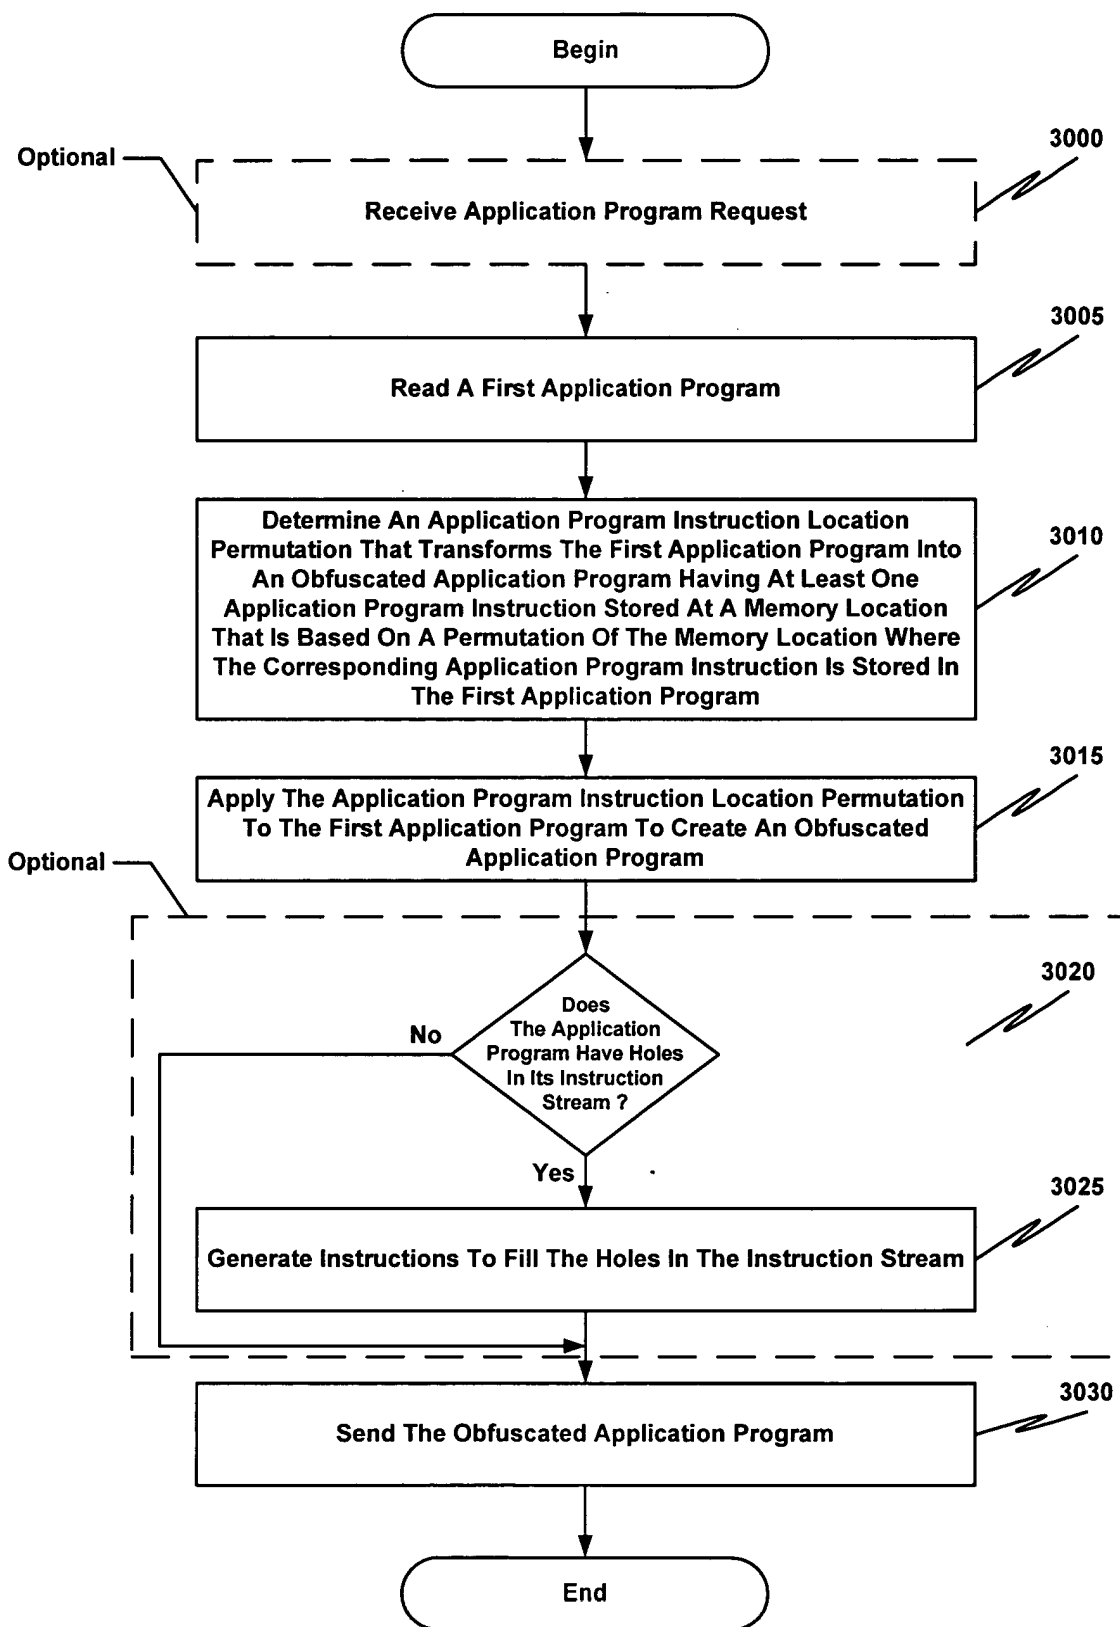 Begin
Optional
3000
Receive Application Program Request
3005
Read A First Application Program
Determine An Application Program Instruction Location
Permutation That Transforms The First Application Program Into
An Obfuscated Application Program Having At Least One
Application Program Instruction Stored At A Memory Location
That Is Based On A Permutation Of The Memory Location Where
The Corresponding Application Program Instruction Is Stored In
The First Application Program
3010
3015
Apply The Application Program Instruction Location Permutation
To The First Application Program To Create An Obfuscated
Application Program
Optional
3020
Does
The Application
Program Have Holes
In Its Instruction
Stream ?
No
Yes
3025
Generate Instructions To Fill The Holes In The Instruction Stream
3030
Send The Obfuscated Application Program
End